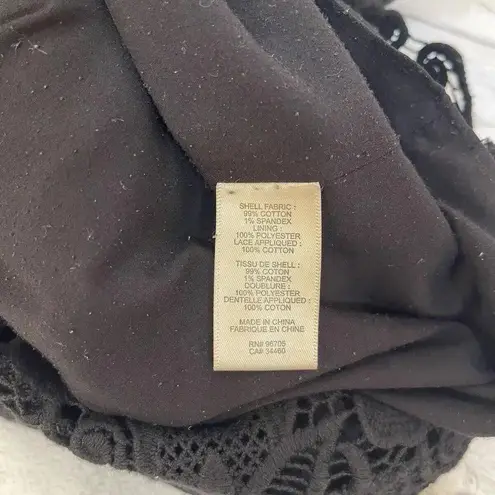 SHELL FABRIC :
99% COTTON
1% SPANDEX
LINING :
100% POLYESTER
LACE APPLIQUED :
100% COTTON
TISSU DE SHELL :
99% COTON
1% SPANDEX
DOUBLURE :
100% POLYESTER
DENTELLE APPLIQUED :
100% COTON
MADE IN CHINA
FABRIQUE EN CHINE
RN# 96705
CA# 34460